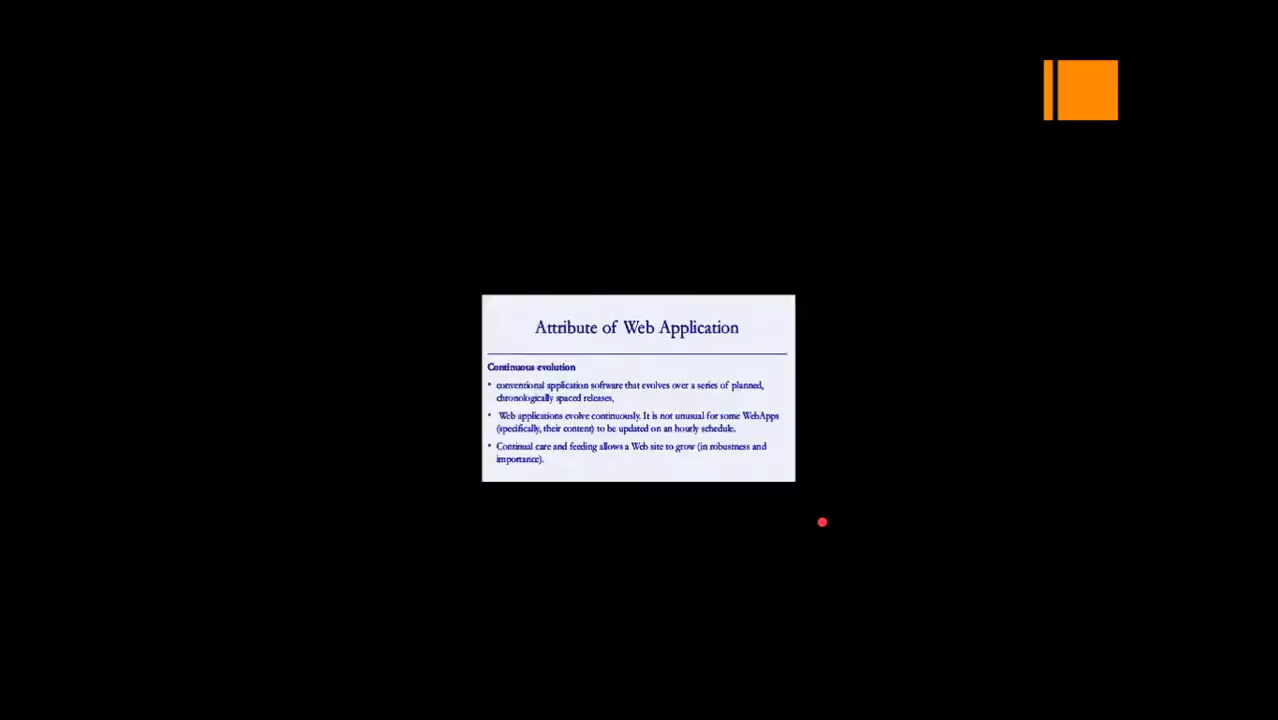 Attribute of Web Application
Continuous evolution
• conventional application software that evolves over a series of planned,
chronologically spaced releases,
• Web applications evolve continuously. It is not unusual for some WebApps
(specifically, their content) to be updated on an hourly schedule.
• Continual care and feeding allows a Web site to grow (in robustness and
importance).